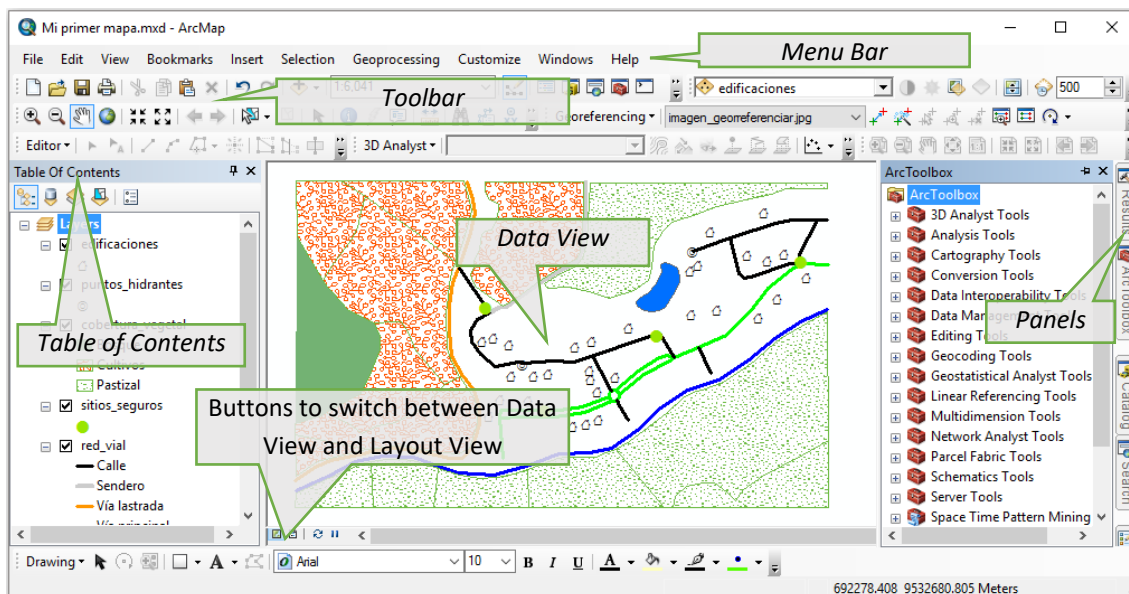 Mi primer mapa.mxd - ArcMap
File Edit View Bookmarks Insert Selection Geoprocessing Customize Windows Help
Menu Bar
1:6,041
edificaciones
500
Toolbar
Georeferencing
imagen_georreferenciar.jpg
Editor
3D Analyst
Table Of Contents
Layers
edificaciones
puntos_hidrantes
cobertura_vegetal
Table of Contents
Cultivos
Pastizal
sitios_seguros
red_vial
Calle
Sendero
Vía lastrada
Vía principal
Data View
Buttons to switch between Data
View and Layout View
ArcToolbox
ArcToolbox
3D Analyst Tools
Analysis Tools
Cartography Tools
Conversion Tools
Data Interoperability Tools
Data Management Tools
Editing Tools
Geocoding Tools
Geostatistical Analyst Tools
Linear Referencing Tools
Multidimension Tools
Network Analyst Tools
Parcel Fabric Tools
Schematics Tools
Server Tools
Space Time Pattern Mining
Panels
Results
ArcToolbox
Catalog
Search
Drawing
A
Arial
10
B I U A
692278.408 9532680.805 Meters